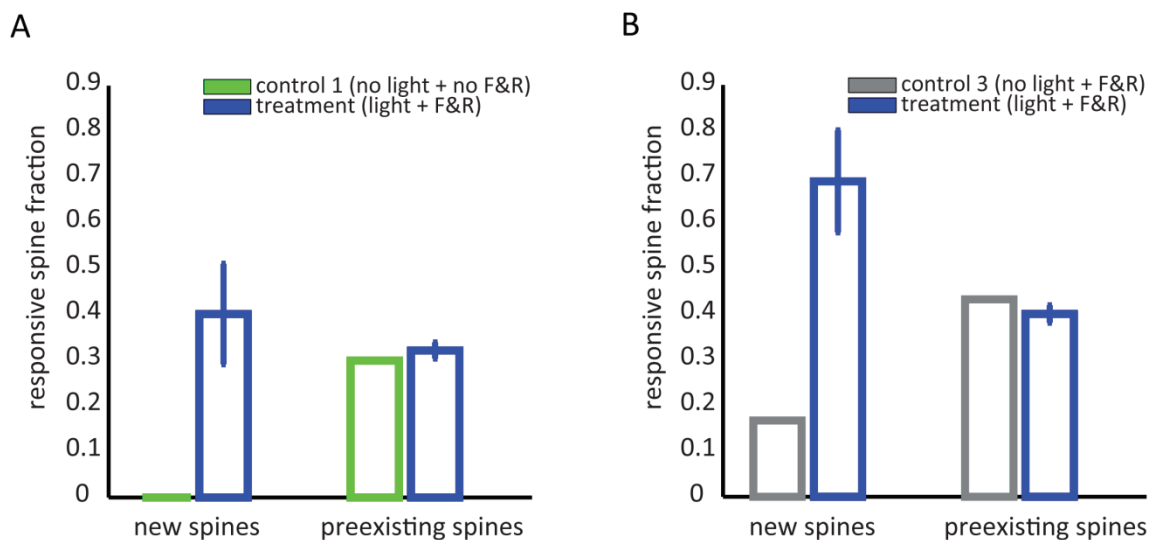 A
control 1 (no light + no F&R)
treatment (light + F&R)
responsive spine fraction
0.9
0.8
0.7
0.6
0.5
0.4
0.3
0.2
0.1
0
new spines
preexisting spines
B
control 3 (no light + F&R)
treatment (light + F&R)
responsive spine fraction
0.9
0.8
0.7
0.6
0.5
0.4
0.3
0.2
0.1
0
new spines
preexisting spines